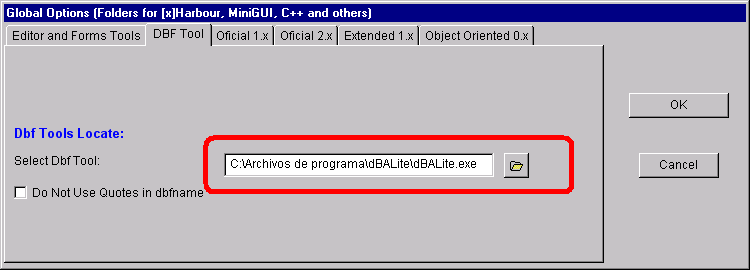 Global Options (Folders for [x]Harbour, MiniGUI, C++ and others)
Editor and Forms Tools DBF Tool Oficial 1.x Oficial 2.x Extended 1.x Object Oriented 0.x
OK
Dbf Tools Locate:
Select Dbf Tool: C:\Archivos de programa\dBALite\dBALite.exe
Cancel
Do Not Use Quotes in dbfname